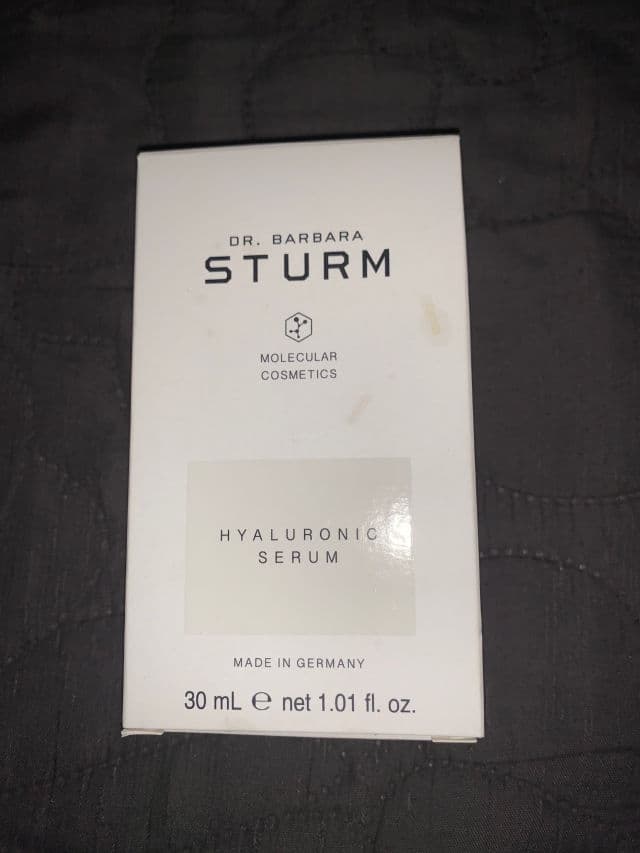 DR. BARBARA
STURM
MOLECULAR
COSMETICS
HYALURONIC
SERUM
MADE IN GERMANY
30 mL ℮ net 1.01 fl. oz.